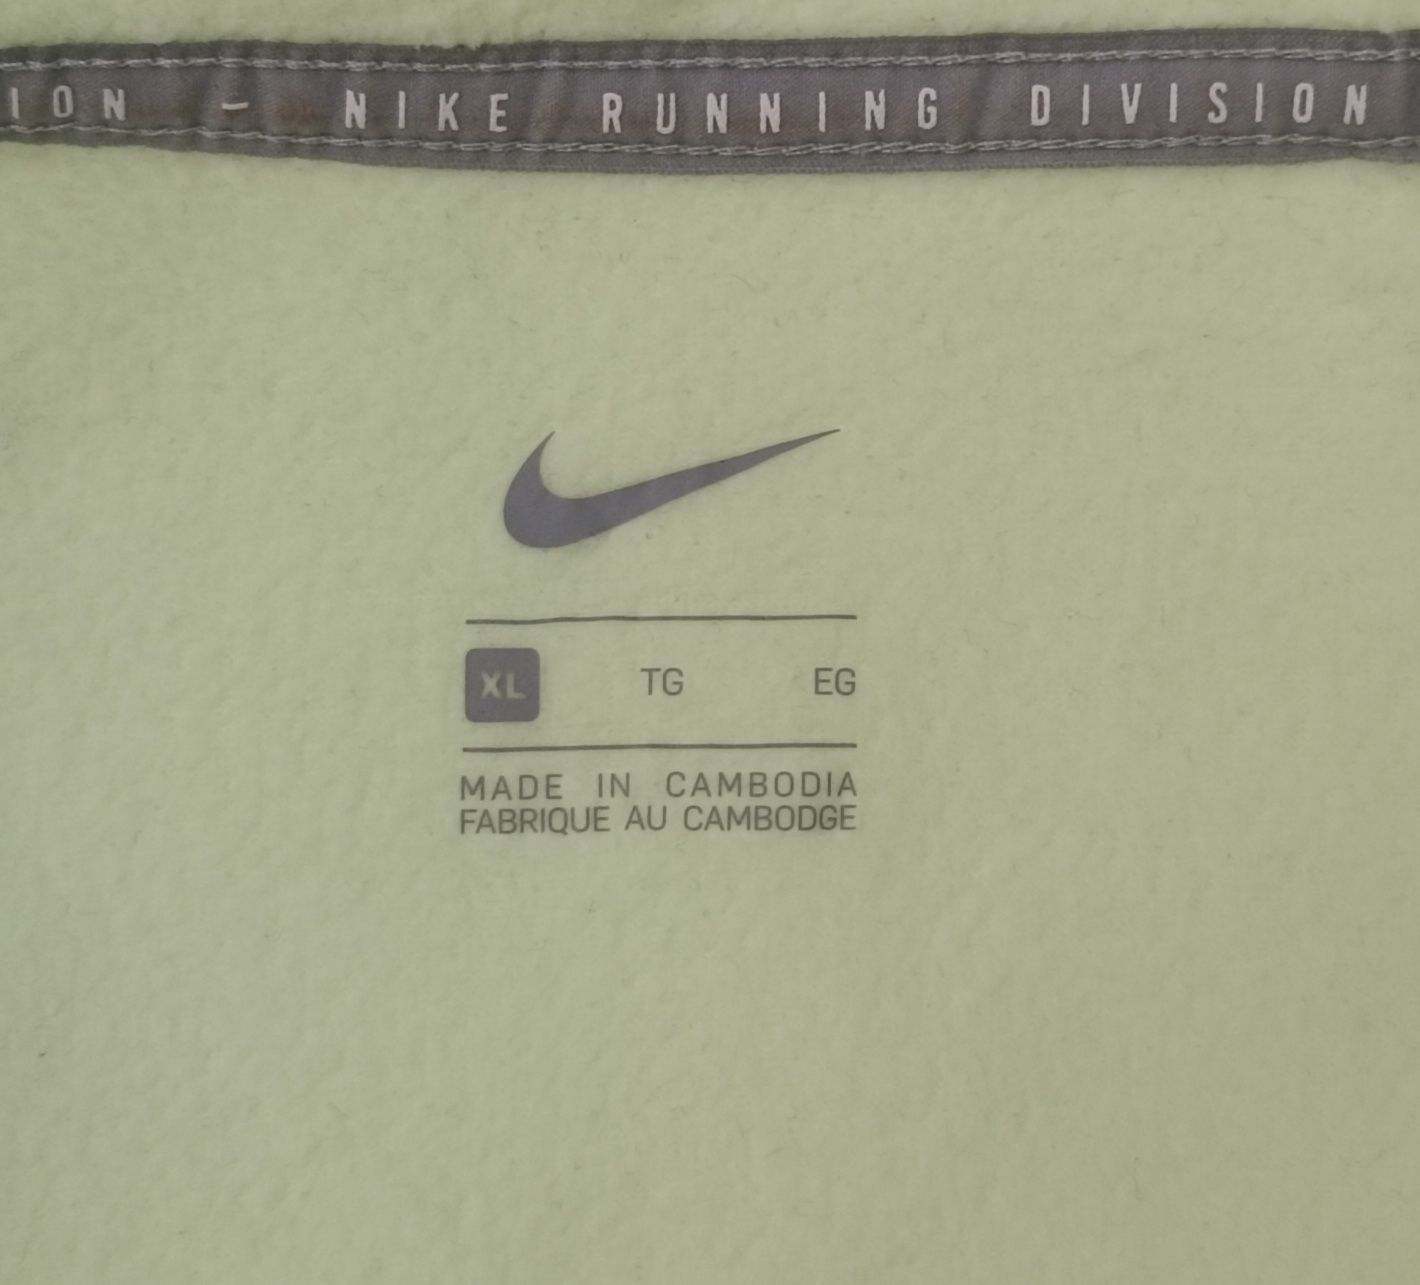 ION – NIKE RUNNING DIVISION
XL TG EG
MADE IN CAMBODIA
FABRIQUE AU CAMBODGE